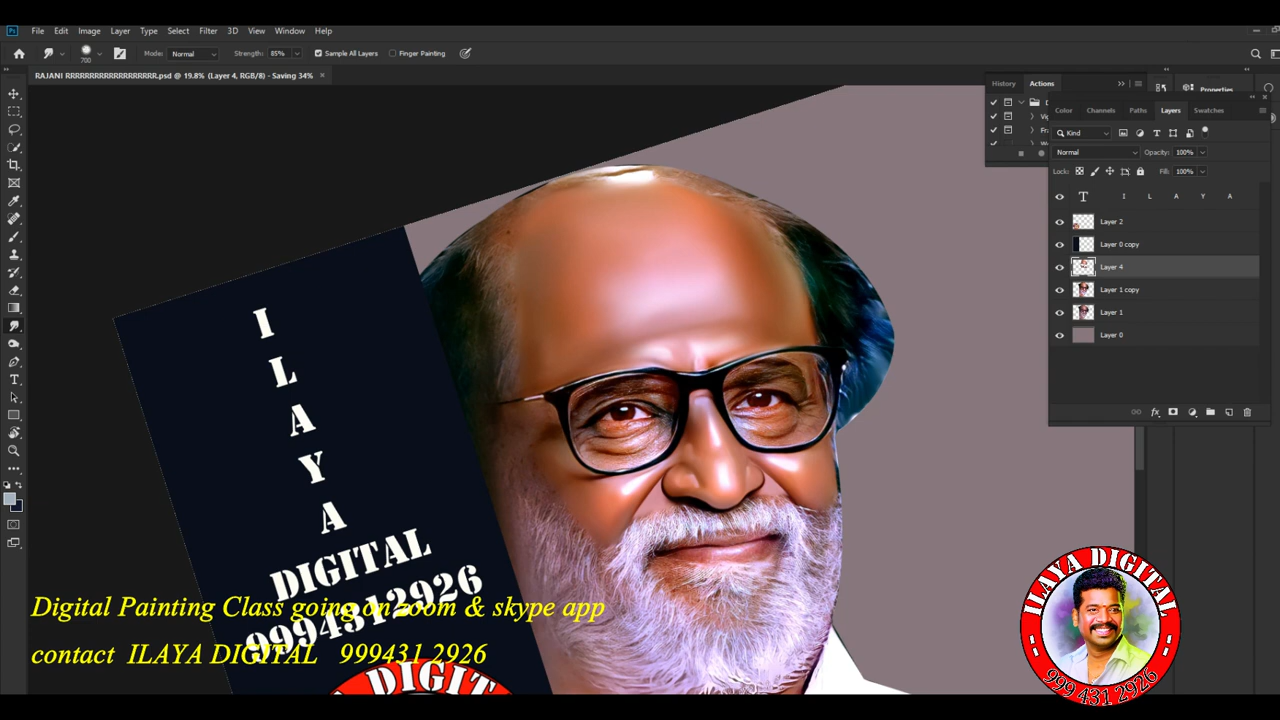 File Edit Image Layer Type Select Filter 3D View Window Help
700 Mode: Normal Strength: 85% Sample All Layers Finger Painting
RAJANI RRRRRRRRRRRRRRRRRRR.psd @ 19.8% (Layer 4, RGB/8) - Saving 34% ×
History Actions
Properties
Color Channels Paths Layers Swatches
Kind
Normal Opacity: 100%
Lock: Fill: 100%
T I L A Y A
Layer 2
Layer 0 copy
Layer 4
Layer 1 copy
Layer 1
Layer 0
I
L
A
Y
A
DIGITAL
9994312926
Digital Painting Class going on zoom & skype app
contact ILAYA DIGITAL 999431 2926
ILAYA DIGITAL
999 431 2926